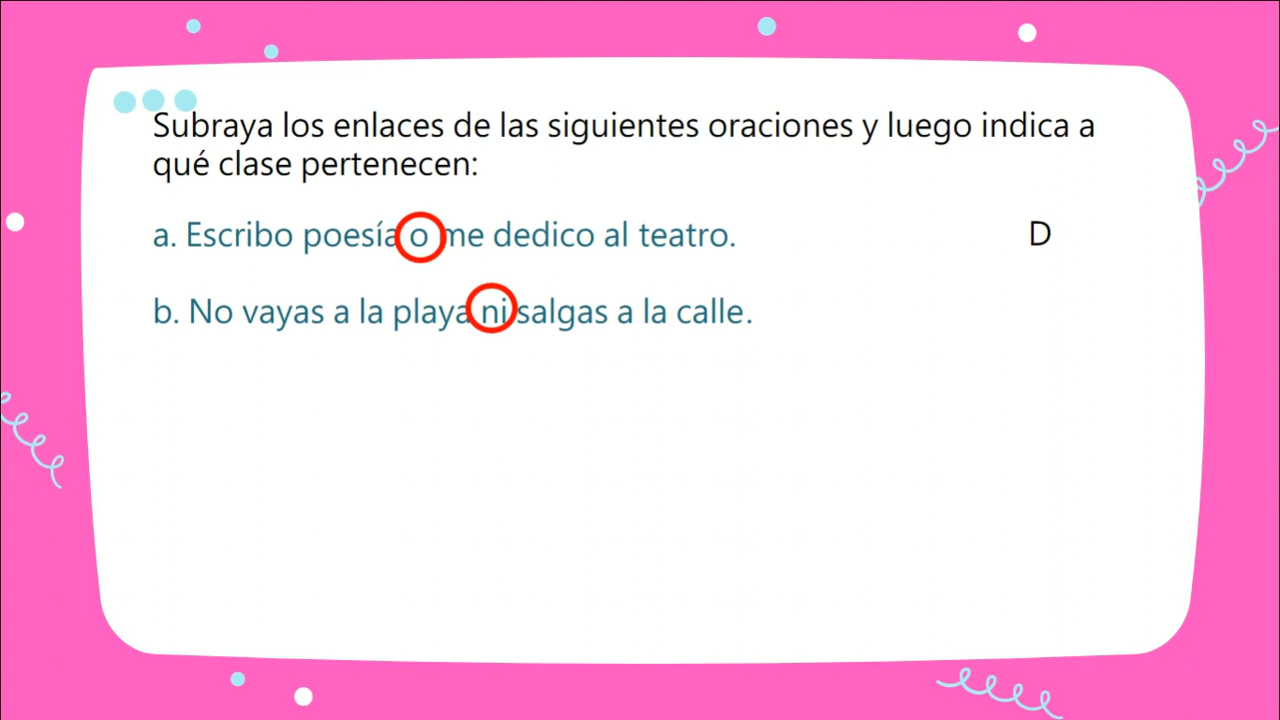 Subraya los enlaces de las siguientes oraciones y luego indica a
qué clase pertenecen:
a. Escribo poesía o me dedico al teatro. D
b. No vayas a la playa ni salgas a la calle.